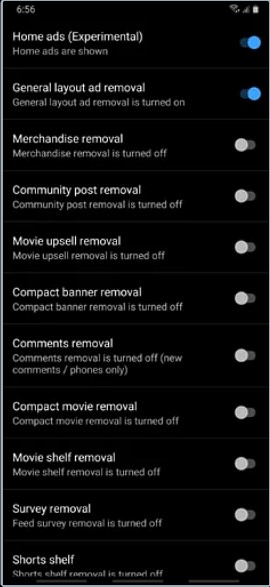 6:56
Home ads (Experimental)
Home ads are shown
General layout ad removal
General layout ad removal is turned on
Merchandise removal
Merchandise removal is turned off
Community post removal
Community post removal is turned off
Movie upsell removal
Movie upsell removal is turned off
Compact banner removal
Compact banner removal is turned off
Comments removal
Comments removal is turned off (new
comments / phones only)
Compact movie removal
Compact movie removal is turned off
Movie shelf removal
Movie shelf removal is turned off
Survey removal
Feed survey removal is turned off
Shorts shelf
Shorts shelf removal is turned off